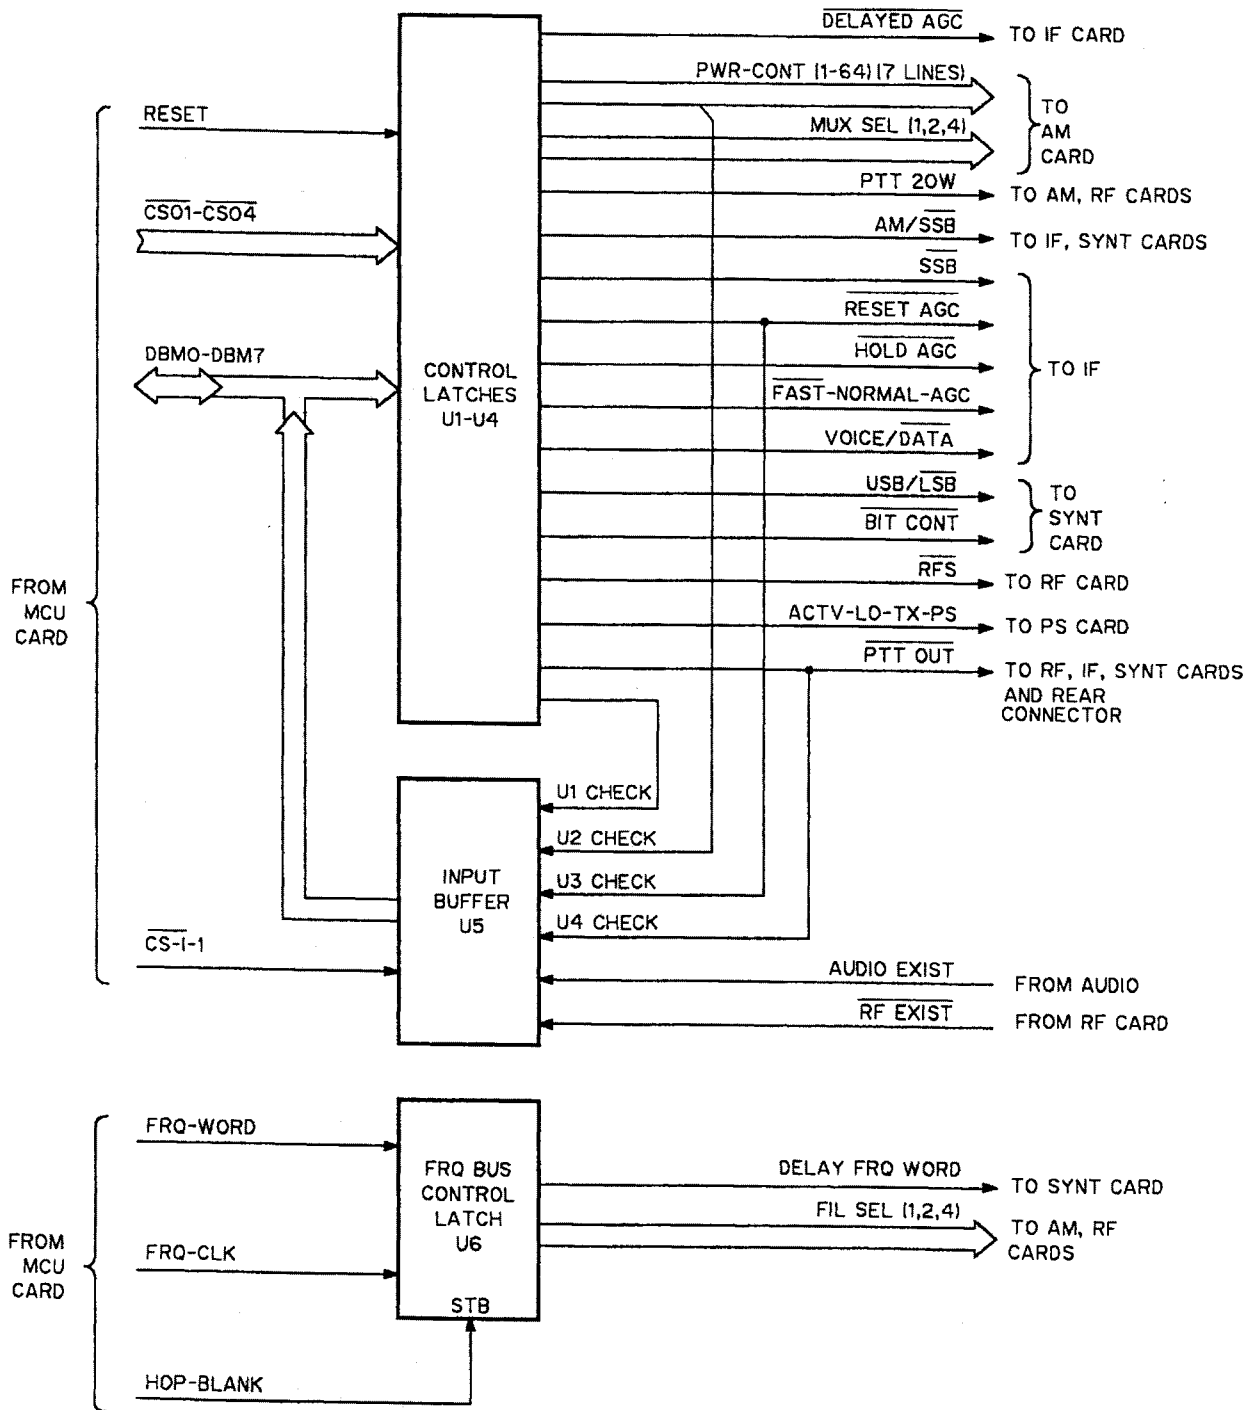 DELAYED AGC
TO IF CARD
PWR-CONT (1-64) (7 LINES)
MUX SEL (1,2,4)
TO
AM
CARD
RESET
PTT 20W
TO AM, RF CARDS
CS01-CS04
AM/SSB
TO IF, SYNT CARDS
SSB
RESET AGC
HOLD AGC
FAST-NORMAL-AGC
VOICE/DATA
TO IF
DBM0-DBM7
CONTROL
LATCHES
U1-U4
USB/LSB
BIT CONT
TO
SYNT
CARD
RFS
TO RF CARD
ACTV-LO-TX-PS
TO PS CARD
PTT OUT
TO RF, IF, SYNT CARDS
AND REAR
CONNECTOR
FROM
MCU
CARD
U1 CHECK
U2 CHECK
U3 CHECK
U4 CHECK
INPUT
BUFFER
U5
CS-I-1
AUDIO EXIST
FROM AUDIO
RF EXIST
FROM RF CARD
FRQ-WORD
FRQ BUS
CONTROL
LATCH
U6
STB
DELAY FRQ WORD
TO SYNT CARD
FIL SEL (1,2,4)
TO AM, RF
CARDS
FROM
MCU
CARD
FRQ-CLK
HOP-BLANK